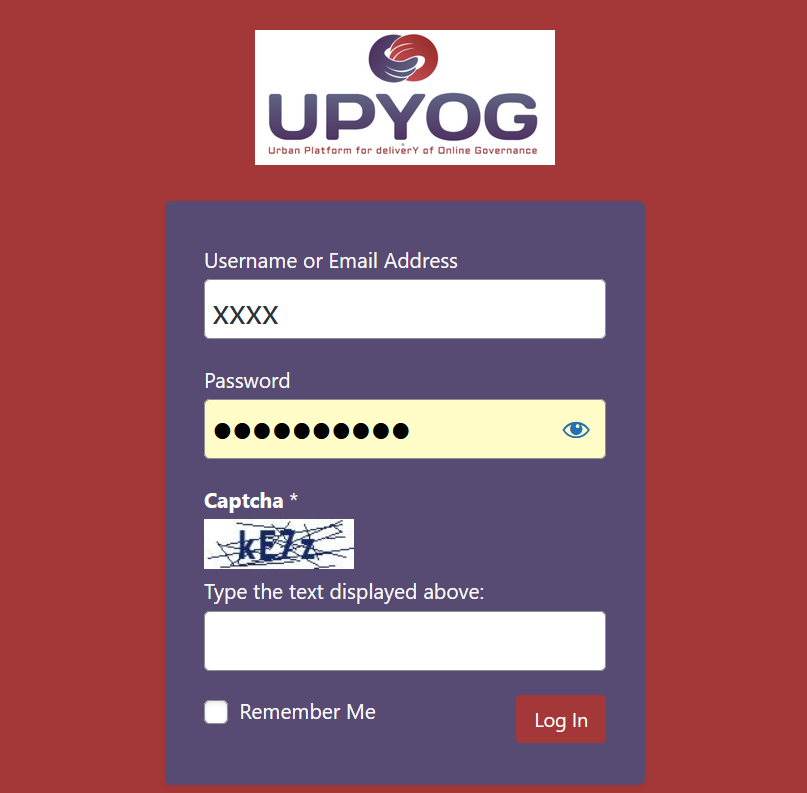 UPYOG
Urban Platform for deliverY of Online Governance
Username or Email Address
XXXX
Password
●●●●●●●●●●
Captcha *
Type the text displayed above:
Remember Me
Log In